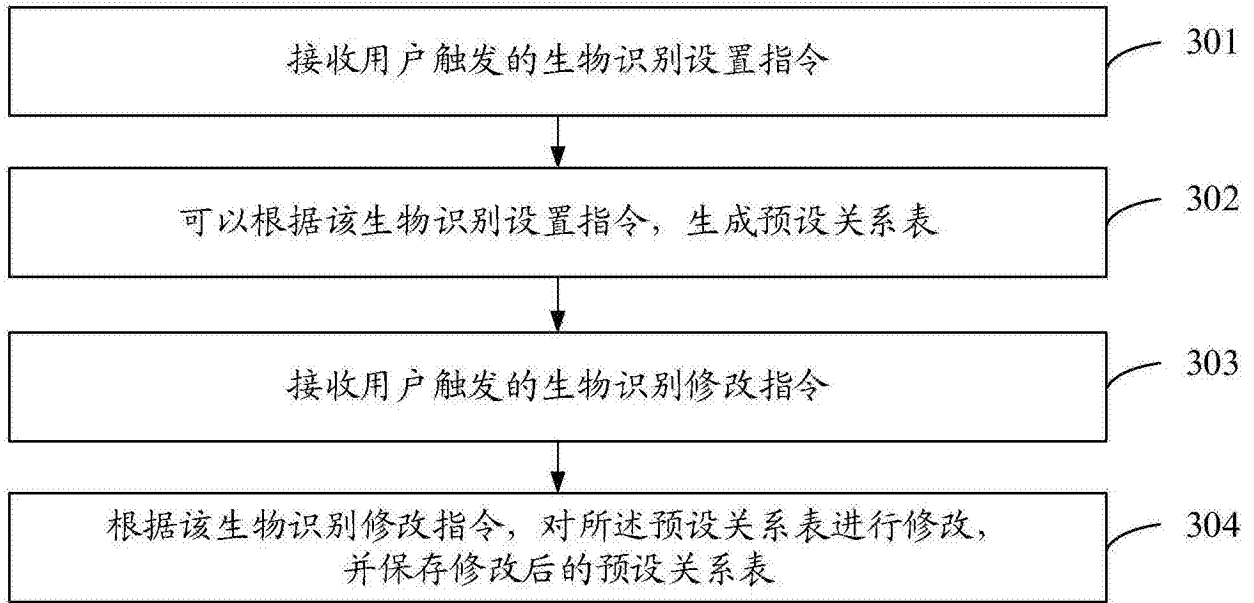 接收用户触发的生物识别设置指令
301
可以根据该生物识别设置指令，生成预设关系表
302
接收用户触发的生物识别修改指令
303
根据该生物识别修改指令，对所述预设关系表进行修改，
并保存修改后的预设关系表
304